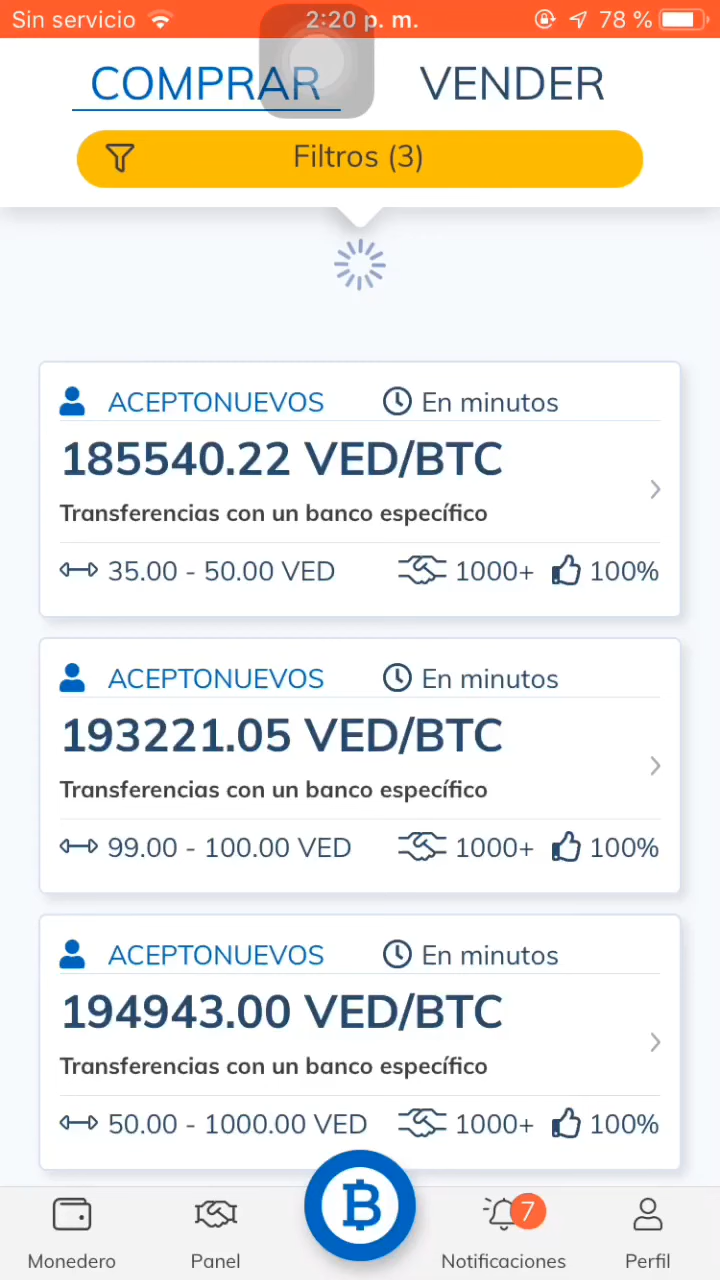 Sin servicio 2:20 p. m. 78 %
COMPRAR VENDER
Filtros (3)
ACEPTONUEVOS En minutos
185540.22 VED/BTC
Transferencias con un banco específico
35.00 - 50.00 VED 1000+ 100%
ACEPTONUEVOS En minutos
193221.05 VED/BTC
Transferencias con un banco específico
99.00 - 100.00 VED 1000+ 100%
ACEPTONUEVOS En minutos
194943.00 VED/BTC
Transferencias con un banco específico
50.00 - 1000.00 VED 1000+ 100%
7
Monedero Panel Notificaciones Perfil